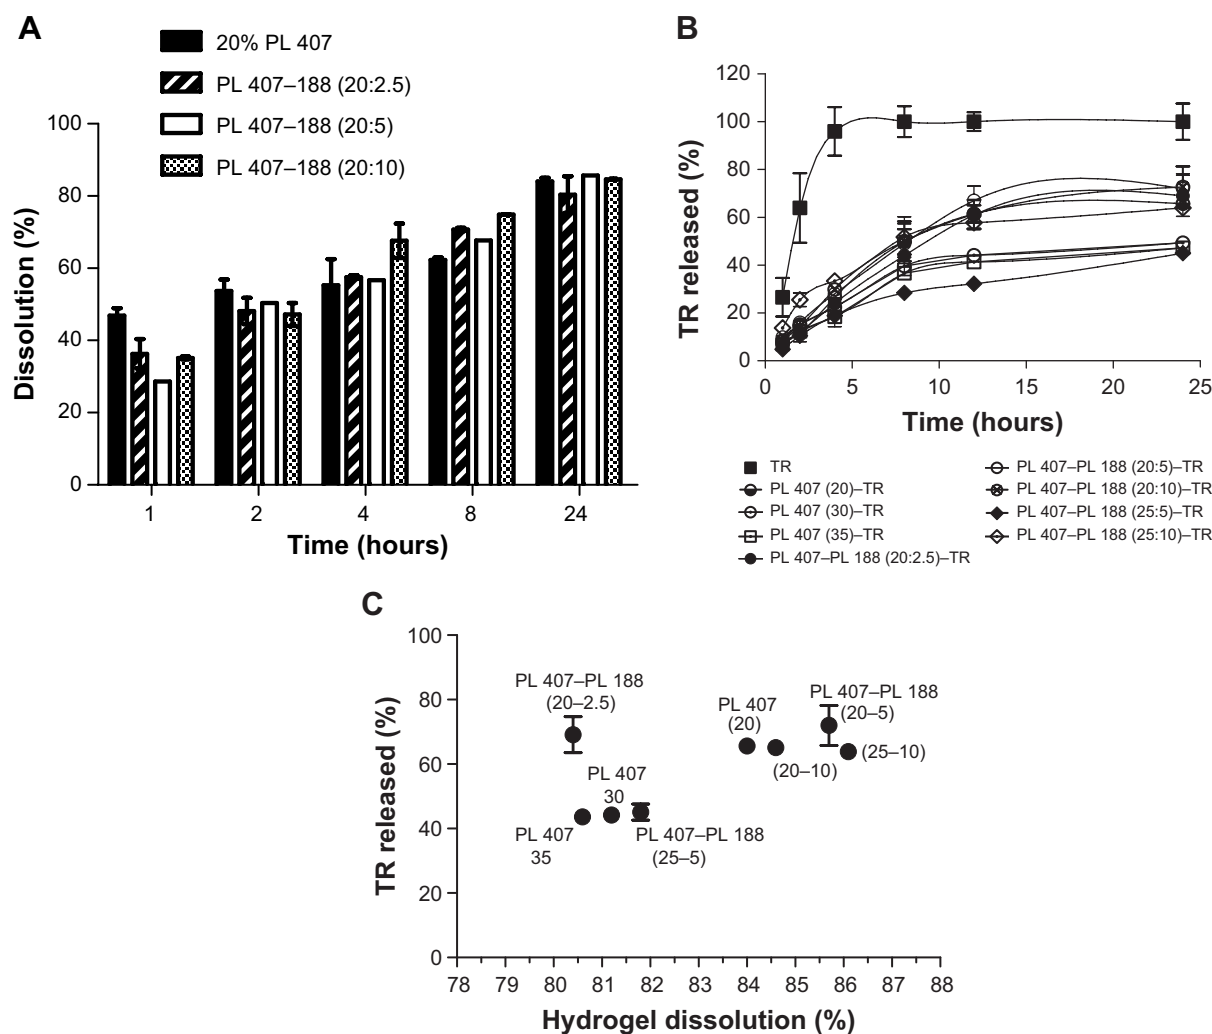 A
20% PL 407
PL 407–188 (20:2.5)
PL 407–188 (20:5)
PL 407–188 (20:10)
100
80
60
40
20
0
Dissolution (%)
1 2 4 8 24
Time (hours)
B
120
100
80
60
40
20
0
TR released (%)
0 5 10 15 20 25
Time (hours)
TR
PL 407 (20)–TR
PL 407 (30)–TR
PL 407 (35)–TR
PL 407–PL 188 (20:2.5)–TR
PL 407–PL 188 (20:5)–TR
PL 407–PL 188 (20:10)–TR
PL 407–PL 188 (25:5)–TR
PL 407–PL 188 (25:10)–TR
C
100
80
60
40
20
0
TR released (%)
PL 407–PL 188
(20–2.5)
PL 407
35
PL 407
30
PL 407–PL 188
(25–5)
PL 407
(20)
(20–10)
PL 407–PL 188
(20–5)
(25–10)
78 79 80 81 82 83 84 85 86 87 88
Hydrogel dissolution (%)